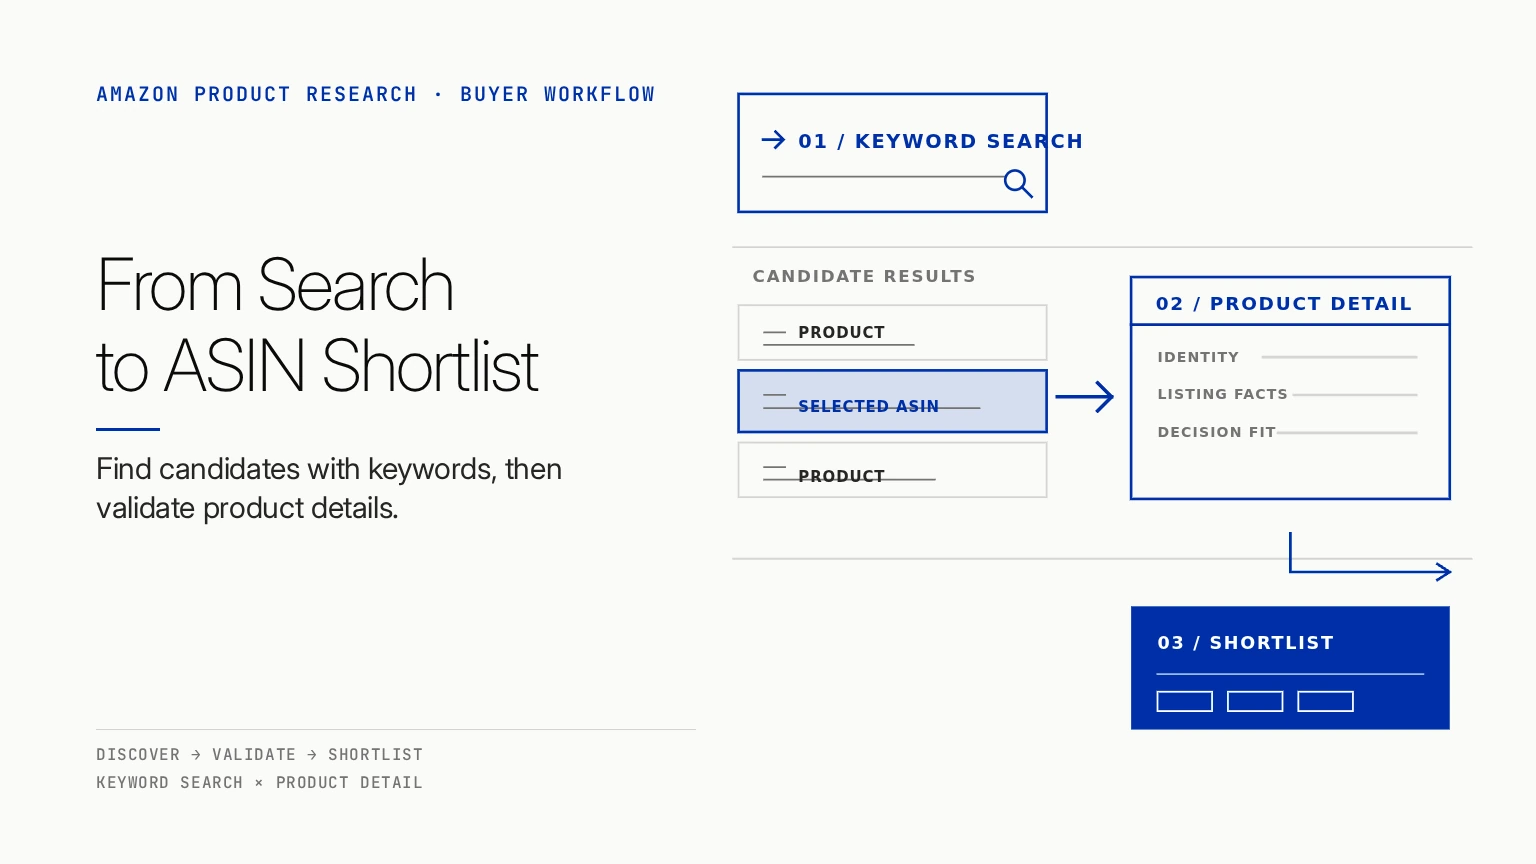 AMAZON PRODUCT RESEARCH · BUYER WORKFLOW
From Search
to ASIN Shortlist
Find candidates with keywords, then
validate product details.
DISCOVER → VALIDATE → SHORTLIST
KEYWORD SEARCH × PRODUCT DETAIL
01 / KEYWORD SEARCH
CANDIDATE RESULTS
PRODUCT
SELECTED ASIN
PRODUCT
02 / PRODUCT DETAIL
IDENTITY
LISTING FACTS
DECISION FIT
03 / SHORTLIST